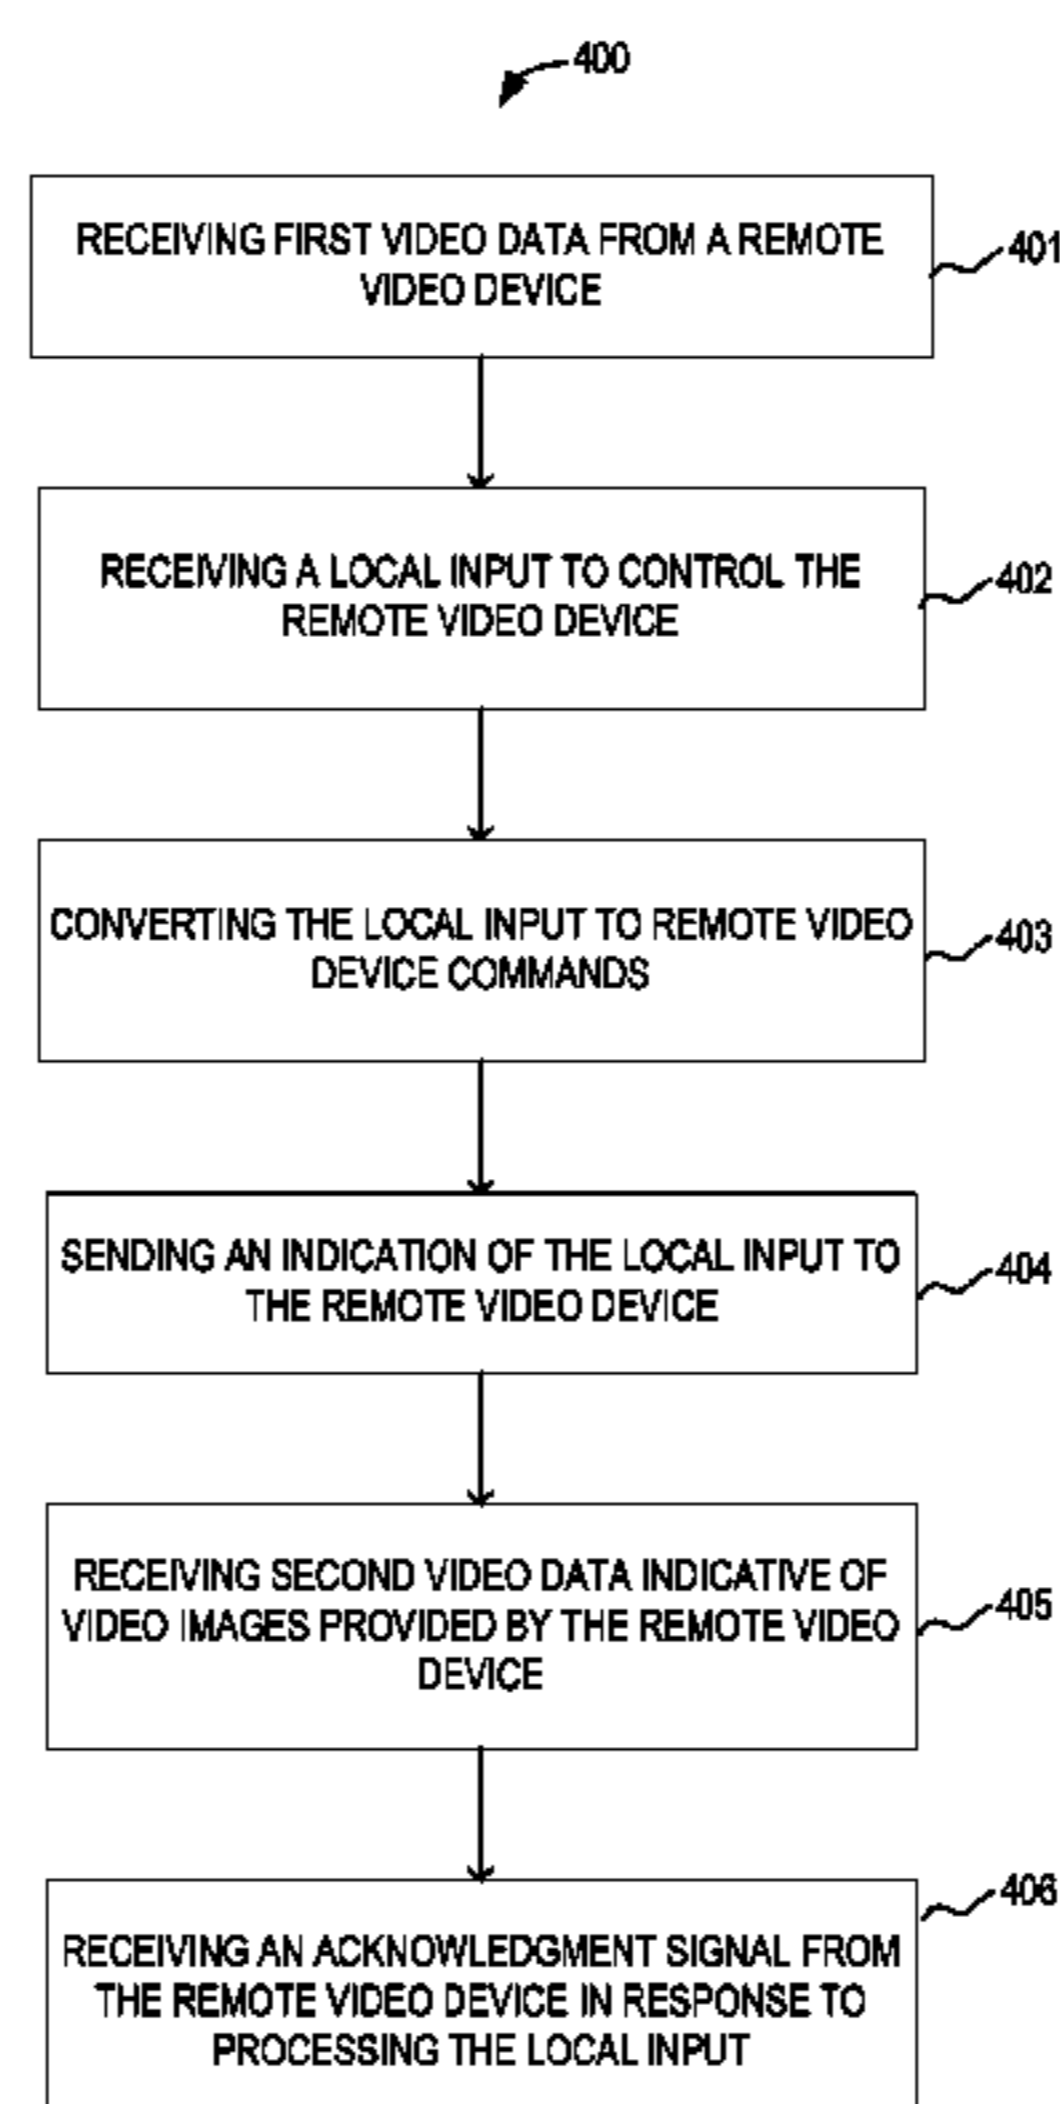 400
RECEIVING FIRST VIDEO DATA FROM A REMOTE
VIDEO DEVICE
401
RECEIVING A LOCAL INPUT TO CONTROL THE
REMOTE VIDEO DEVICE
402
CONVERTING THE LOCAL INPUT TO REMOTE VIDEO
DEVICE COMMANDS
403
SENDING AN INDICATION OF THE LOCAL INPUT TO
THE REMOTE VIDEO DEVICE
404
RECEIVING SECOND VIDEO DATA INDICATIVE OF
VIDEO IMAGES PROVIDED BY THE REMOTE VIDEO
DEVICE
405
RECEIVING AN ACKNOWLEDGMENT SIGNAL FROM
THE REMOTE VIDEO DEVICE IN RESPONSE TO
PROCESSING THE LOCAL INPUT
406